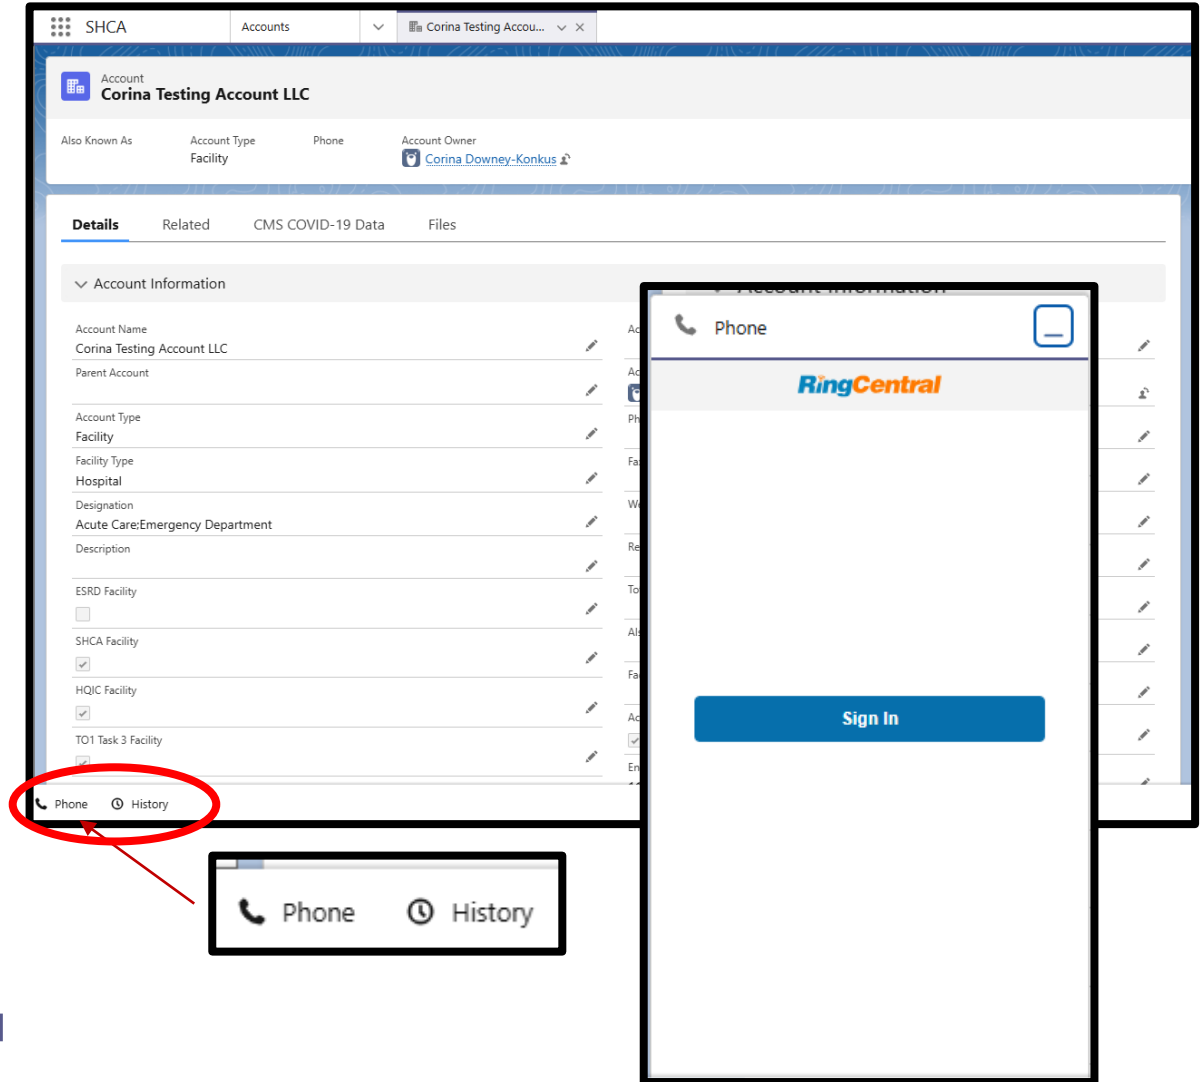 SHCA
Accounts
Corina Testing Accou...
Account
Corina Testing Account LLC
Also Known As
Account Type
Phone
Account Owner
Facility
Corina Downey-Konkus
Details
Related
CMS COVID-19 Data
Files
Account Information
Account Name
Corina Testing Account LLC
Parent Account
Account Type
Facility
Facility Type
Hospital
Designation
Acute Care;Emergency Department
Description
ESRD Facility
SHCA Facility
HQIC Facility
TO1 Task 3 Facility
Phone
History
Account Information
Phone
RingCentral
Sign In
Phone
History